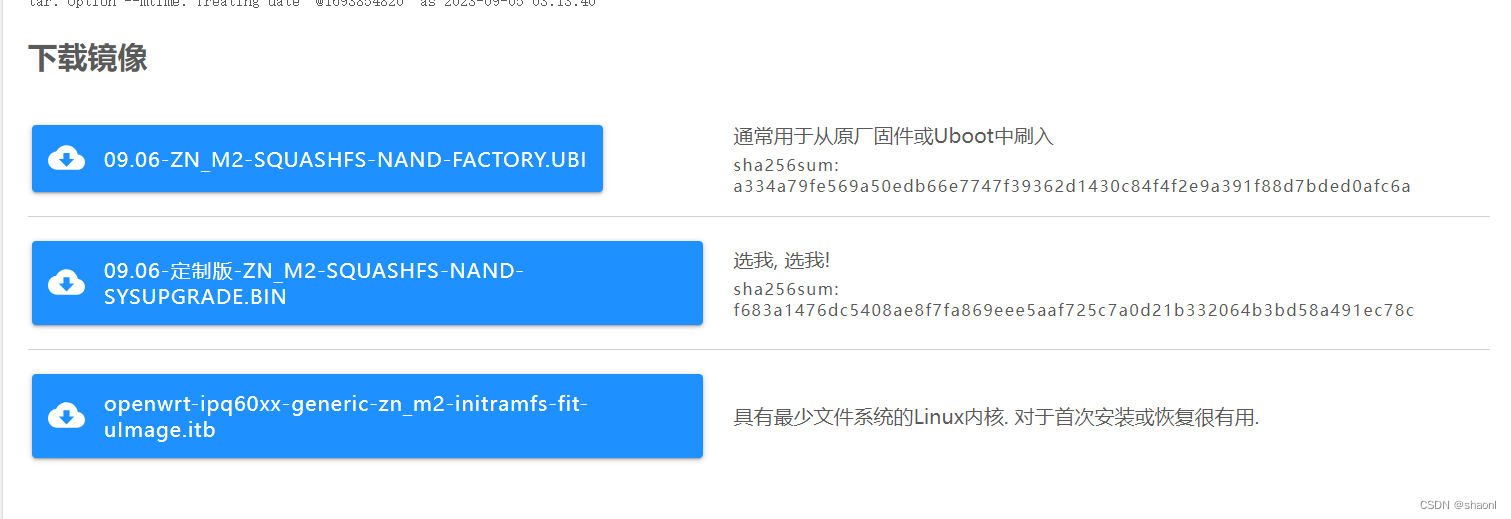 tar: Option --mtime: Treating date '@1693854820' as 2023-09-05 03:13:40
下载镜像
09.06-ZN_M2-SQUASHFS-NAND-FACTORY.UBI
通常用于从原厂固件或Uboot中刷入
sha256sum:
a334a79fe569a50edb66e7747f39362d1430c84f4f2e9a391f88d7bded0afc6a
09.06-定制版-ZN_M2-SQUASHFS-NAND-
SYSUPGRADE.BIN
选我, 选我!
sha256sum:
f683a1476dc5408ae8f7fa869eee5aaf725c7a0d21b332064b3bd58a491ec78c
openwrt-ipq60xx-generic-zn_m2-initramfs-fit-
uImage.itb
具有最少文件系统的Linux内核. 对于首次安装或恢复很有用.
CSDN @shaonl